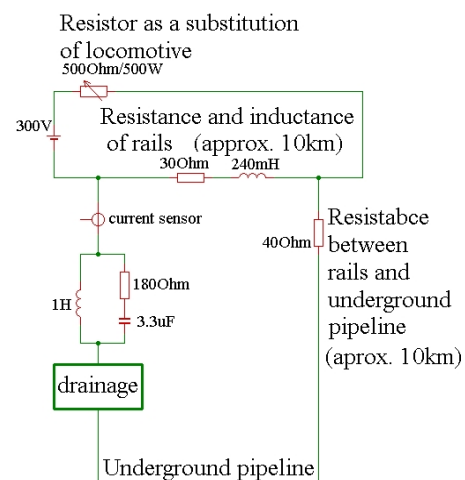 Resistor as a substitution
of locomotive
500Ohm/500W
Resistance and inductance
300V
of rails (approx. 10km)
30Ohm
240mH
current sensor
Resistabce
40Ohm
between
rails and
underground
pipeline
(aprox. 10km)
180Ohm
1H
3.3uF
drainage
Underground pipeline